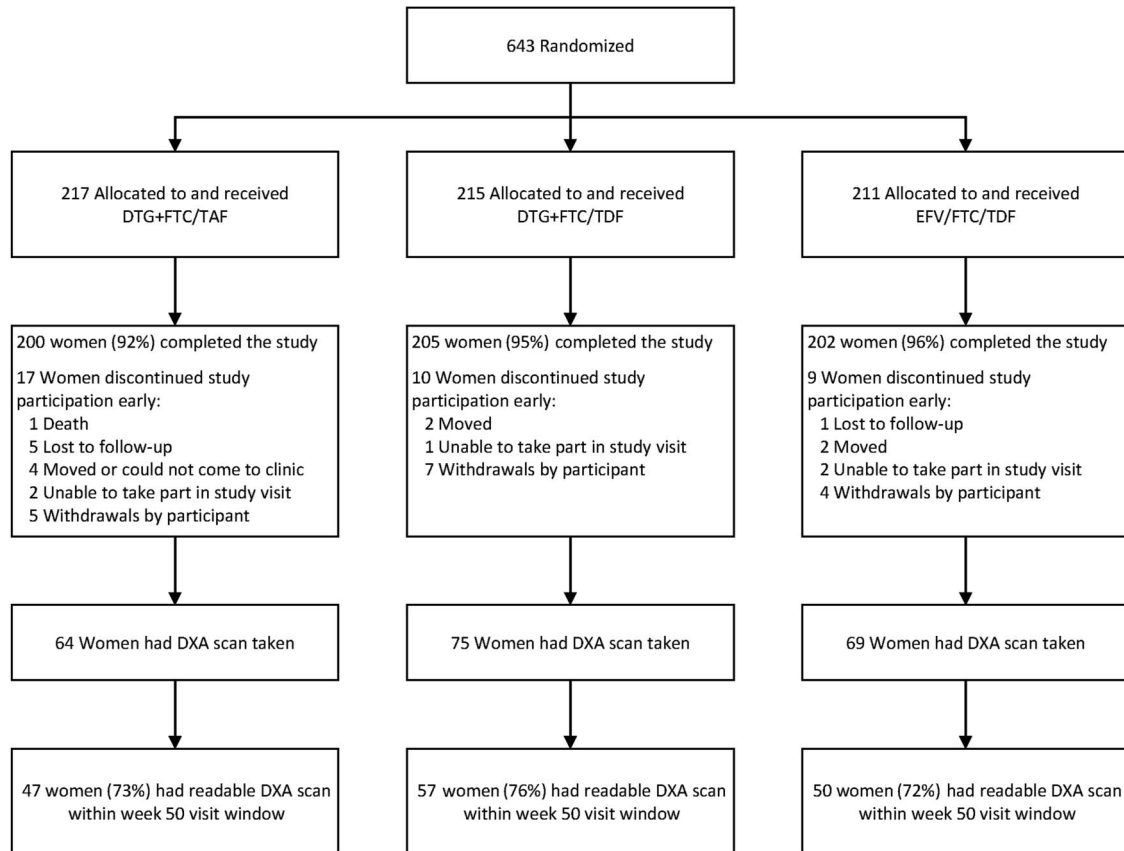 643 Randomized
217 Allocated to and received
DTG+FTC/TAF
215 Allocated to and received
DTG+FTC/TDF
211 Allocated to and received
EFV/FTC/TDF
200 women (92%) completed the study
17 Women discontinued study
participation early:
1 Death
5 Lost to follow-up
4 Moved or could not come to clinic
2 Unable to take part in study visit
5 Withdrawals by participant
205 women (95%) completed the study
10 Women discontinued study
participation early:
2 Moved
1 Unable to take part in study visit
7 Withdrawals by participant
202 women (96%) completed the study
9 Women discontinued study
participation early:
1 Lost to follow-up
2 Moved
2 Unable to take part in study visit
4 Withdrawals by participant
64 Women had DXA scan taken
75 Women had DXA scan taken
69 Women had DXA scan taken
47 women (73%) had readable DXA scan
within week 50 visit window
57 women (76%) had readable DXA scan
within week 50 visit window
50 women (72%) had readable DXA scan
within week 50 visit window